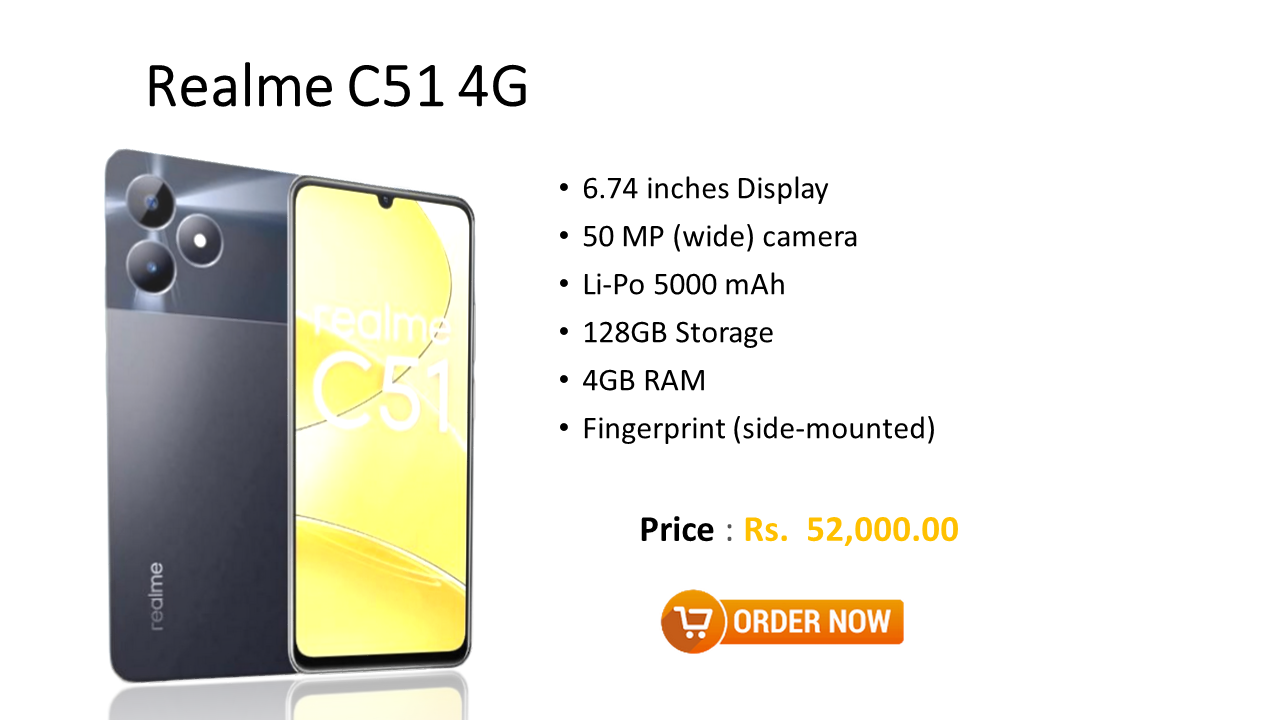 Realme C51 4G
• 6.74 inches Display
• 50 MP (wide) camera
• Li-Po 5000 mAh
• 128GB Storage
• 4GB RAM
• Fingerprint (side-mounted)
realme
C51
realme
Price : Rs. 52,000.00
ORDER NOW